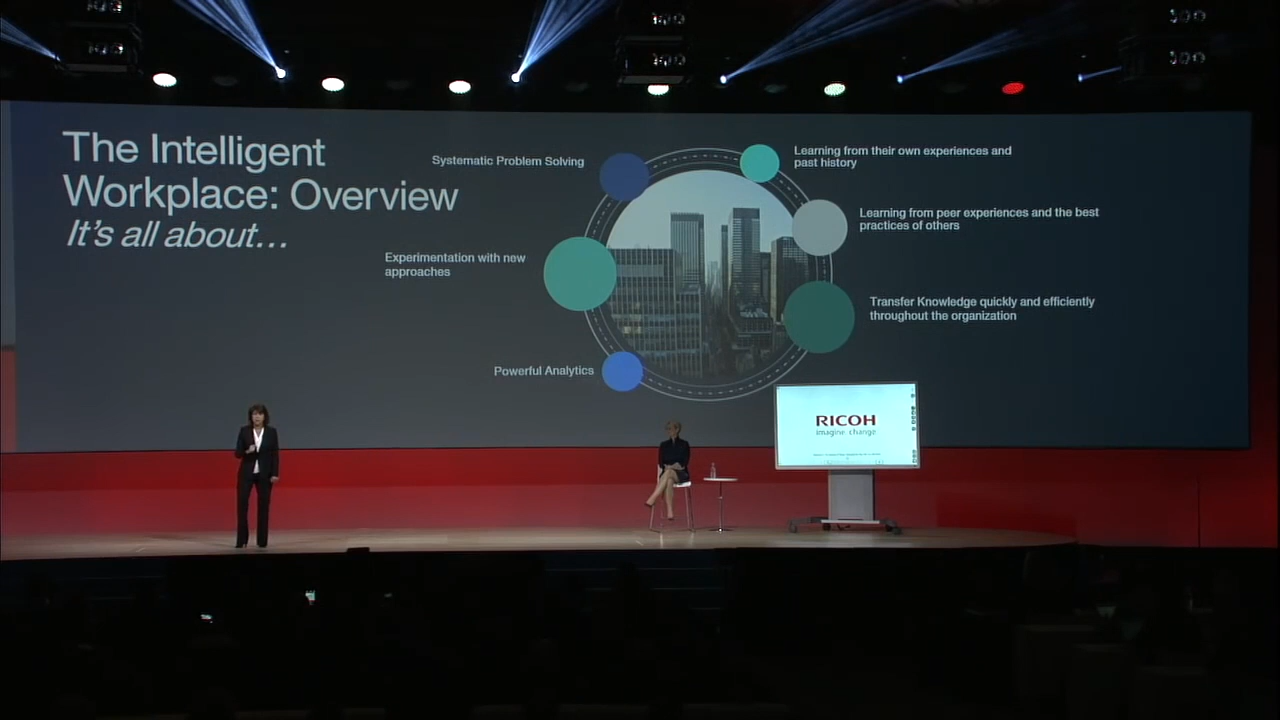 The Intelligent
Workplace: Overview
It's all about...
Systematic Problem Solving
Experimentation with new
approaches
Powerful Analytics
Learning from their own experiences and
past history
Learning from peer experiences and the best
practices of others
Transfer Knowledge quickly and efficiently
throughout the organization
RICOH
imagine. change.